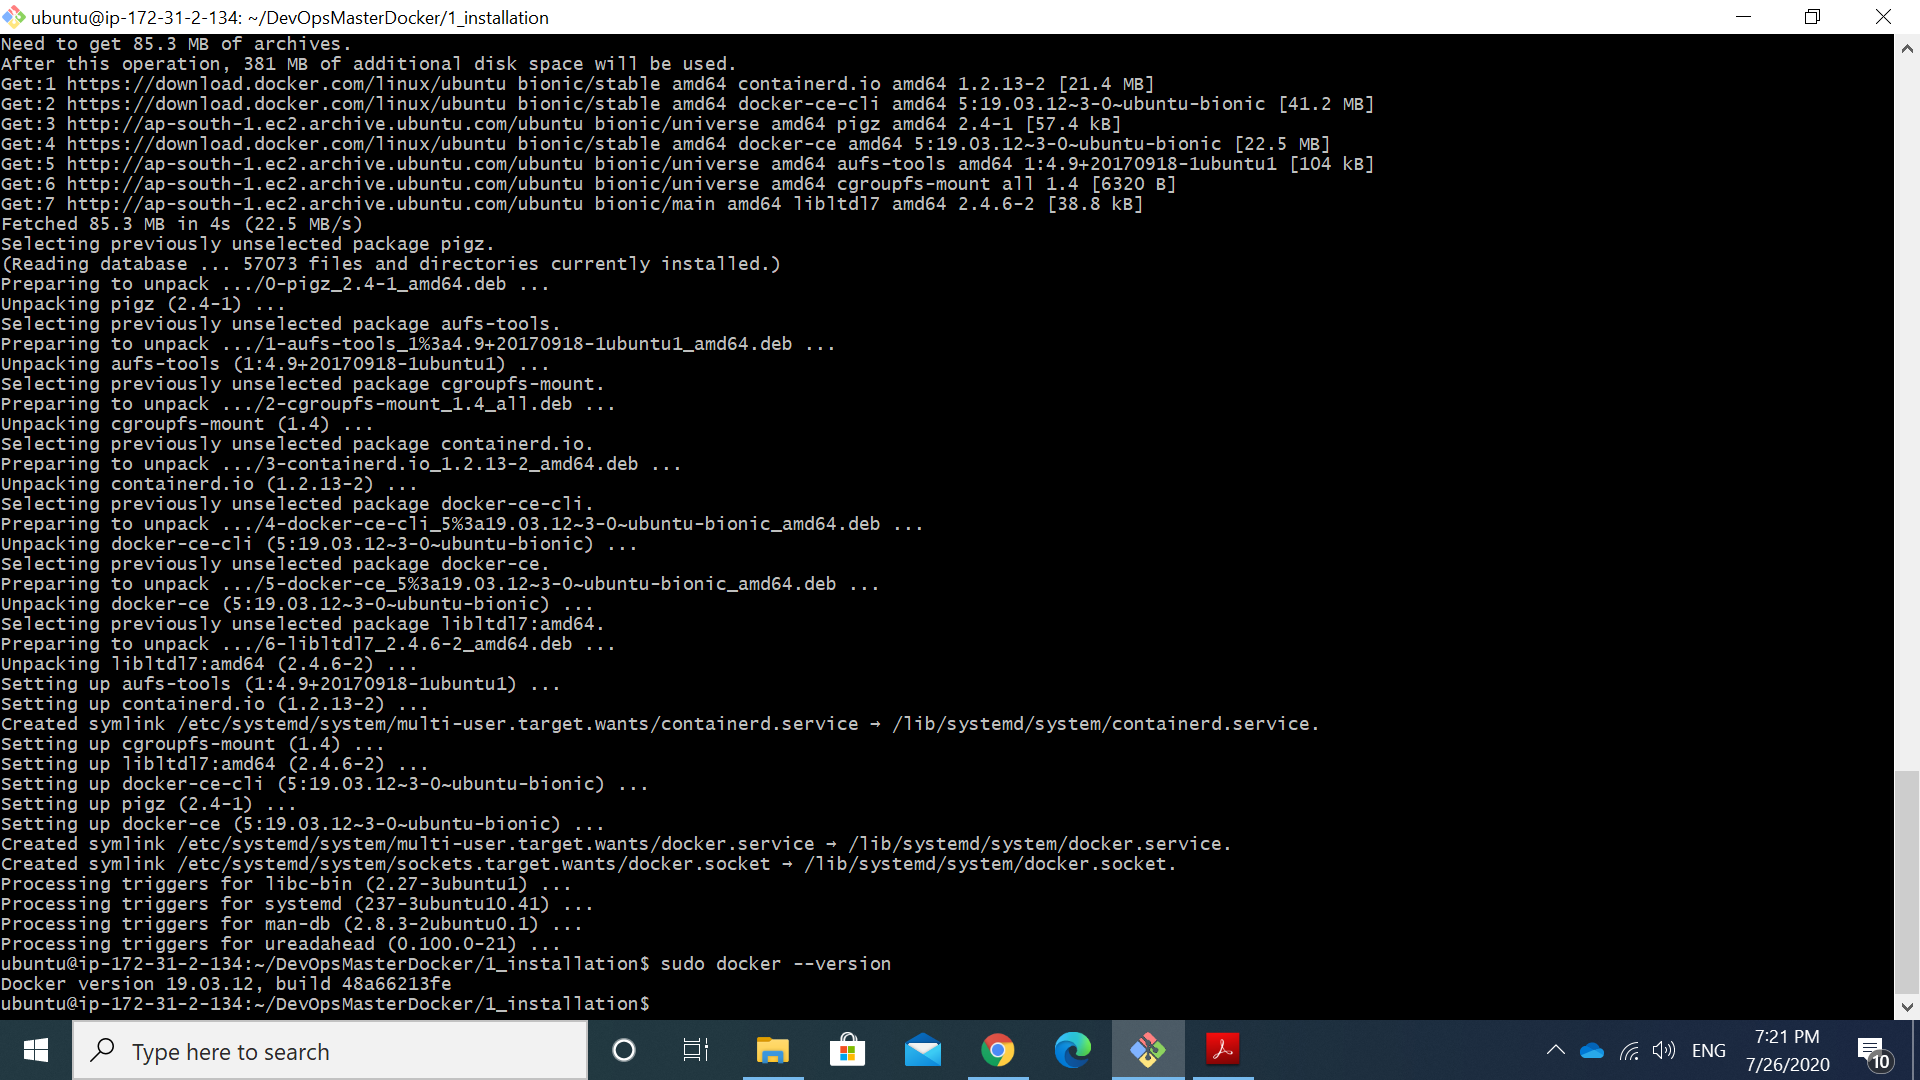 ubuntu@ip-172-31-2-134: ~/DevOpsMasterDocker/1_installation
Need to get 85.3 MB of archives.
After this operation, 381 MB of additional disk space will be used.
Get:1 https://download.docker.com/linux/ubuntu bionic/stable amd64 containerd.io amd64 1.2.13-2 [21.4 MB]
Get:2 https://download.docker.com/linux/ubuntu bionic/stable amd64 docker-ce-cli amd64 5:19.03.12~3-0~ubuntu-bionic [41.2 MB]
Get:3 http://ap-south-1.ec2.archive.ubuntu.com/ubuntu bionic/universe amd64 pigz amd64 2.4-1 [57.4 kB]
Get:4 https://download.docker.com/linux/ubuntu bionic/stable amd64 docker-ce amd64 5:19.03.12~3-0~ubuntu-bionic [22.5 MB]
Get:5 http://ap-south-1.ec2.archive.ubuntu.com/ubuntu bionic/universe amd64 aufs-tools amd64 1:4.9+20170918-1ubuntu1 [104 kB]
Get:6 http://ap-south-1.ec2.archive.ubuntu.com/ubuntu bionic/universe amd64 cgroupfs-mount all 1.4 [6320 B]
Get:7 http://ap-south-1.ec2.archive.ubuntu.com/ubuntu bionic/main amd64 libltdl7 amd64 2.4.6-2 [38.8 kB]
Fetched 85.3 MB in 4s (22.5 MB/s)
Selecting previously unselected package pigz.
(Reading database ... 57073 files and directories currently installed.)
Preparing to unpack .../0-pigz_2.4-1_amd64.deb ...
Unpacking pigz (2.4-1) ...
Selecting previously unselected package aufs-tools.
Preparing to unpack .../1-aufs-tools_1%3a4.9+20170918-1ubuntu1_amd64.deb ...
Unpacking aufs-tools (1:4.9+20170918-1ubuntu1) ...
Selecting previously unselected package cgroupfs-mount.
Preparing to unpack .../2-cgroupfs-mount_1.4_all.deb ...
Unpacking cgroupfs-mount (1.4) ...
Selecting previously unselected package containerd.io.
Preparing to unpack .../3-containerd.io_1.2.13-2_amd64.deb ...
Unpacking containerd.io (1.2.13-2) ...
Selecting previously unselected package docker-ce-cli.
Preparing to unpack .../4-docker-ce-cli_5%3a19.03.12~3-0~ubuntu-bionic_amd64.deb ...
Unpacking docker-ce-cli (5:19.03.12~3-0~ubuntu-bionic) ...
Selecting previously unselected package docker-ce.
Preparing to unpack .../5-docker-ce_5%3a19.03.12~3-0~ubuntu-bionic_amd64.deb ...
Unpacking docker-ce (5:19.03.12~3-0~ubuntu-bionic) ...
Selecting previously unselected package libltdl7:amd64.
Preparing to unpack .../6-libltdl7_2.4.6-2_amd64.deb ...
Unpacking libltdl7:amd64 (2.4.6-2) ...
Setting up aufs-tools (1:4.9+20170918-1ubuntu1) ...
Setting up containerd.io (1.2.13-2) ...
Created symlink /etc/systemd/system/multi-user.target.wants/containerd.service → /lib/systemd/system/containerd.service.
Setting up cgroupfs-mount (1.4) ...
Setting up libltdl7:amd64 (2.4.6-2) ...
Setting up docker-ce-cli (5:19.03.12~3-0~ubuntu-bionic) ...
Setting up pigz (2.4-1) ...
Setting up docker-ce (5:19.03.12~3-0~ubuntu-bionic) ...
Created symlink /etc/systemd/system/multi-user.target.wants/docker.service → /lib/systemd/system/docker.service.
Created symlink /etc/systemd/system/sockets.target.wants/docker.socket → /lib/systemd/system/docker.socket.
Processing triggers for libc-bin (2.27-3ubuntu1) ...
Processing triggers for systemd (237-3ubuntu10.41) ...
Processing triggers for man-db (2.8.3-2ubuntu0.1) ...
Processing triggers for ureadahead (0.100.0-21) ...
ubuntu@ip-172-31-2-134:~/DevOpsMasterDocker/1_installation$ sudo docker --version
Docker version 19.03.12, build 48a66213fe
ubuntu@ip-172-31-2-134:~/DevOpsMasterDocker/1_installation$
Type here to search
ENG
7:21 PM
7/26/2020
10